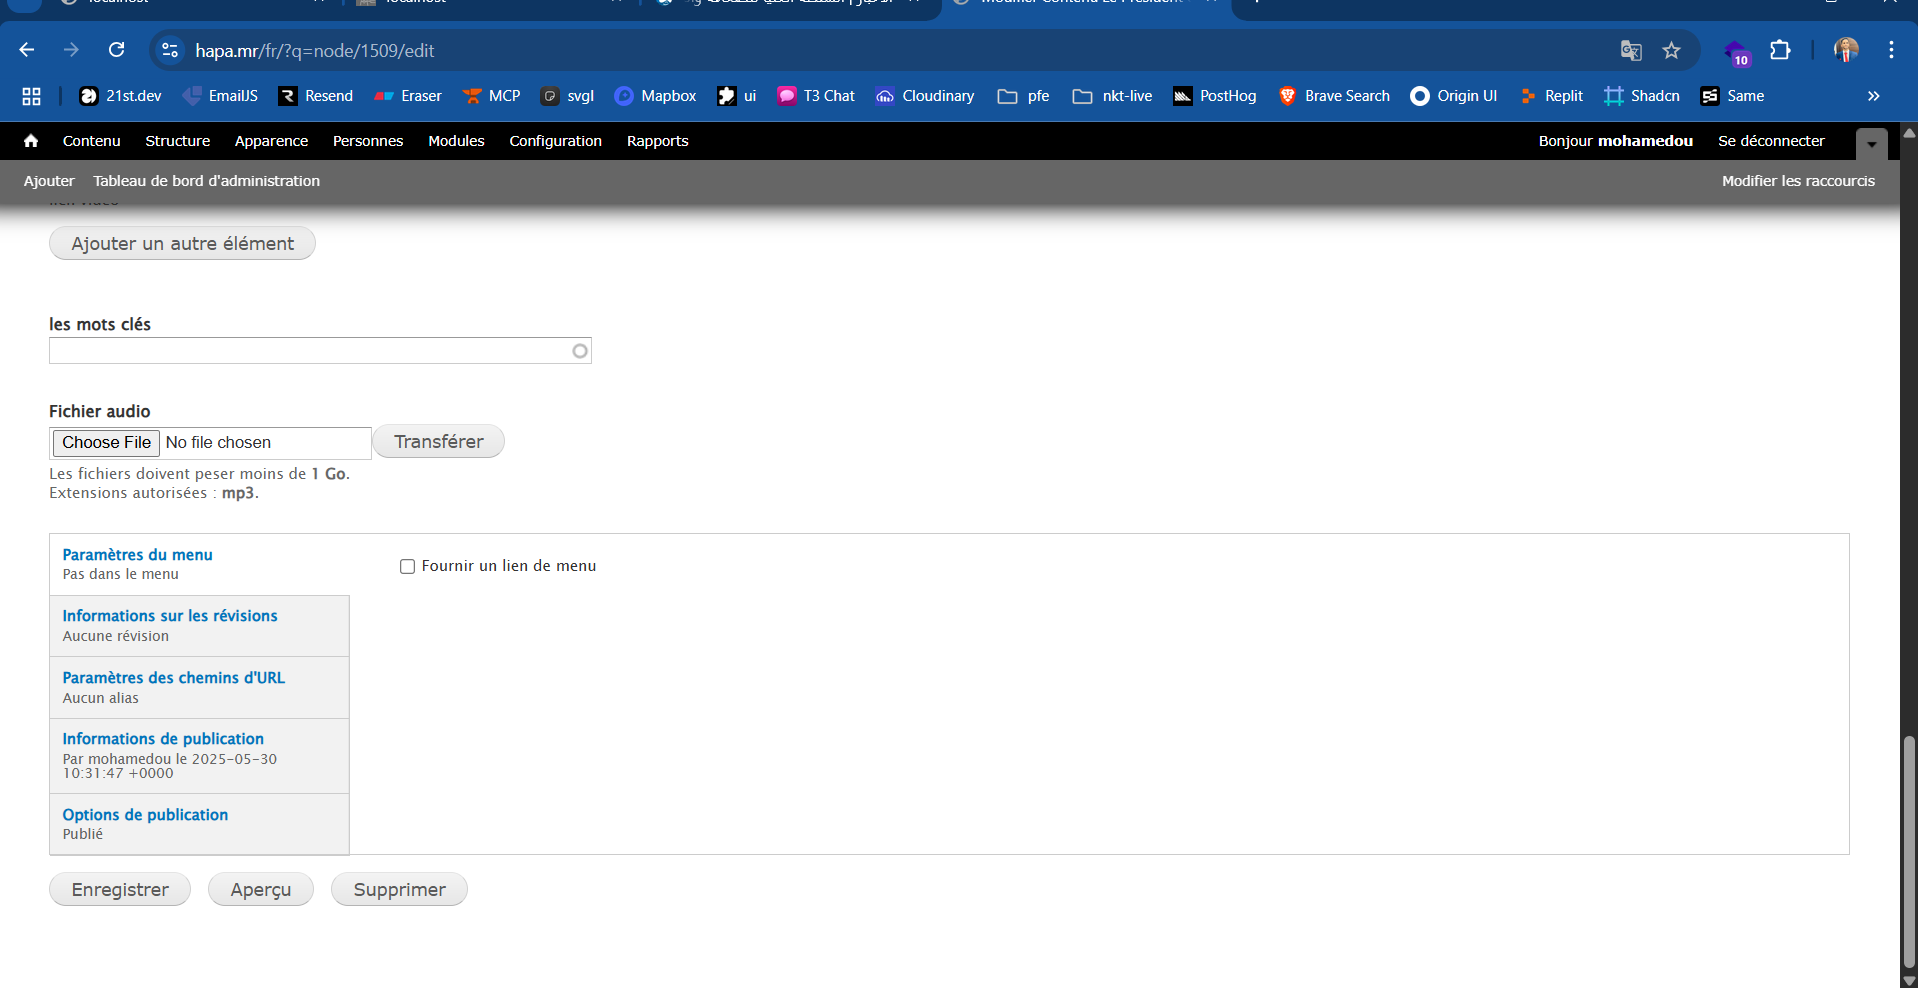 localhost
localhost
hapa.mr/fr/?q=node/1509/edit
10
21st.dev
EmailJS
Resend
Eraser
MCP
svgl
Mapbox
ui
T3 Chat
Cloudinary
pfe
nkt-live
PostHog
Brave Search
Origin UI
Replit
Shadcn
Same
Contenu
Structure
Apparence
Personnes
Modules
Configuration
Rapports
Bonjour mohamedou
Se déconnecter
Ajouter
Tableau de bord d'administration
Modifier les raccourcis
Ajouter un autre élément
les mots clés
Fichier audio
Choose File No file chosen
Transférer
Les fichiers doivent peser moins de 1 Go.
Extensions autorisées : mp3.
Paramètres du menu
Pas dans le menu
Fournir un lien de menu
Informations sur les révisions
Aucune révision
Paramètres des chemins d'URL
Aucun alias
Informations de publication
Par mohamedou le 2025-05-30
10:31:47 +0000
Options de publication
Publié
Enregistrer
Aperçu
Supprimer